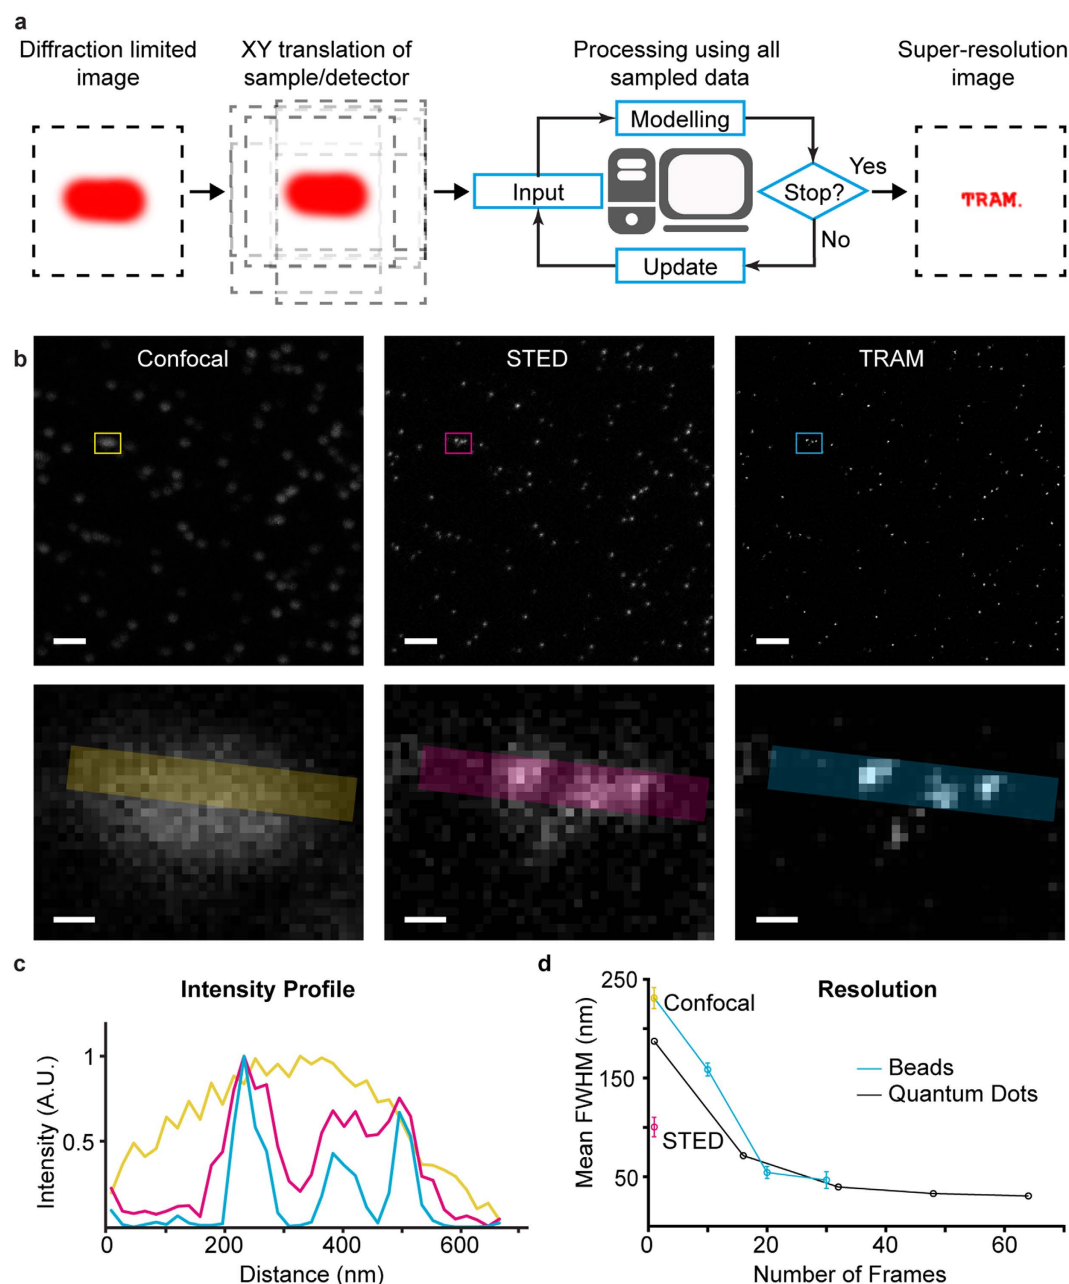 a
Diffraction limited
image
XY translation of
sample/detector
Processing using all
sampled data
Super-resolution
image
Modelling
Input
Stop?
Yes
No
Update
TRAM.
b
Confocal
STED
TRAM
c
Intensity Profile
Intensity (A.U.)
1
0.5
0
200
400
600
Distance (nm)
d
Resolution
Mean FWHM (nm)
250
150
50
Confocal
STED
Beads
Quantum Dots
0
20
40
60
Number of Frames